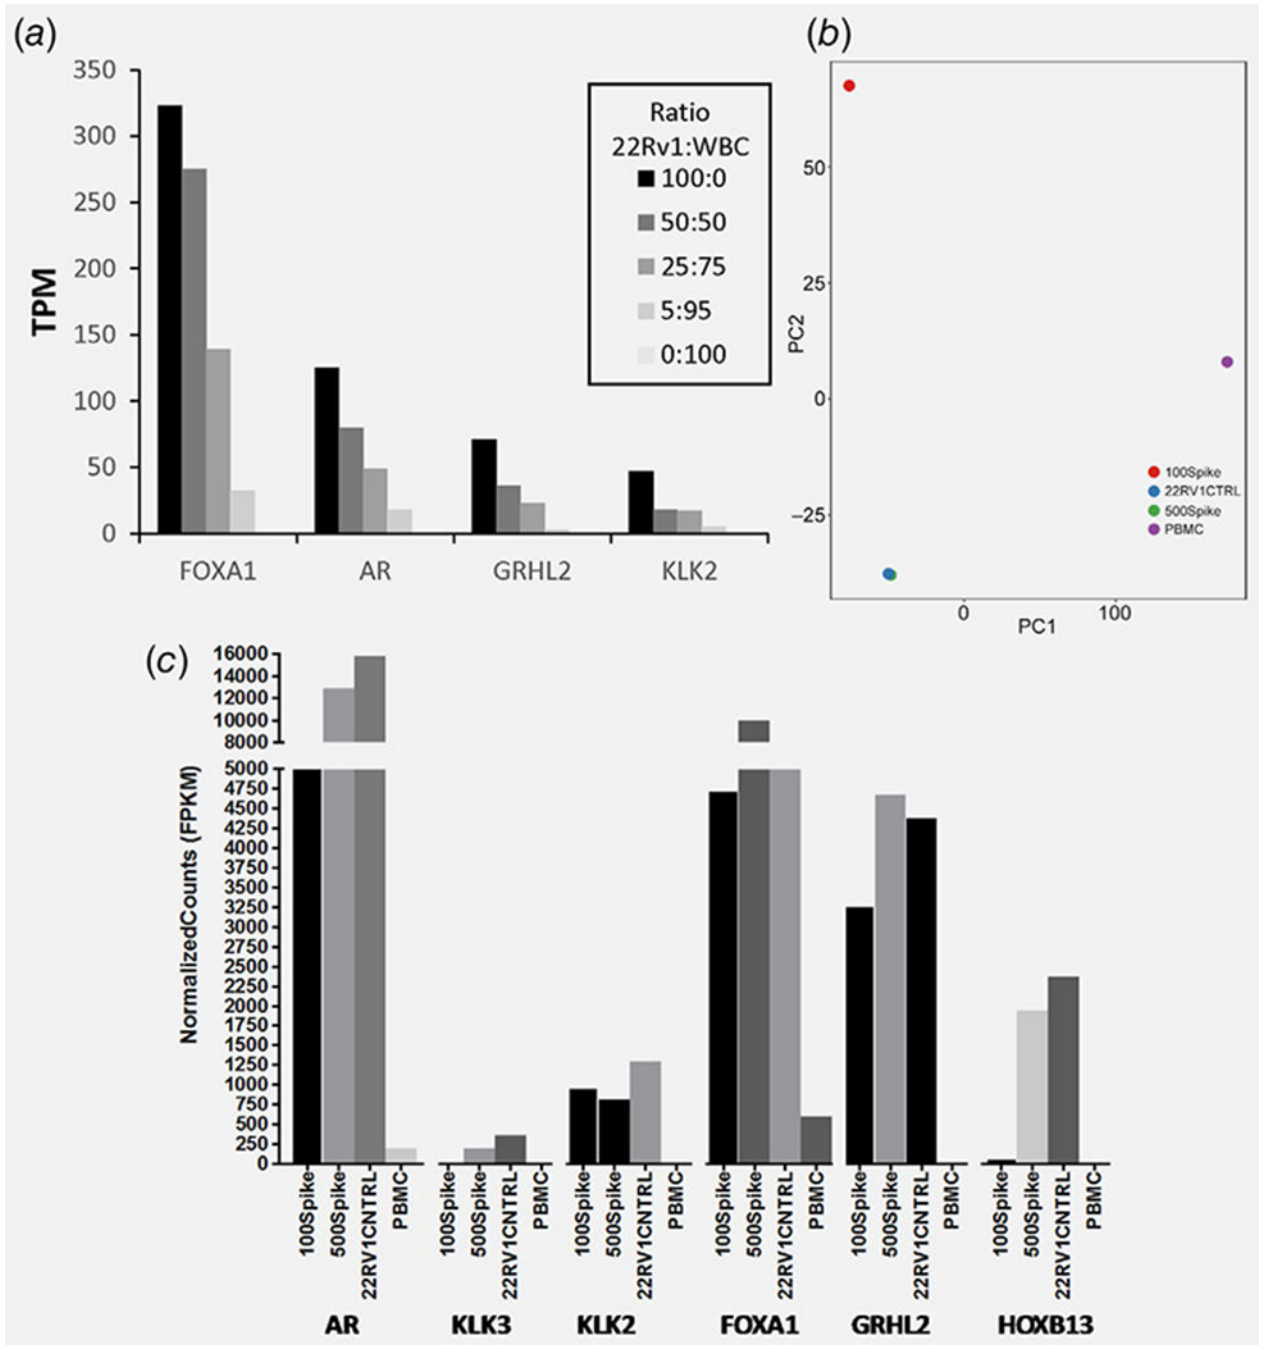 (a)
350
300
250
200
150
100
50
0
TPM
Ratio
22Rv1:WBC
100:0
50:50
25:75
5:95
0:100
FOXA1 AR GRHL2 KLK2
(b)
50
25
0
−25
PC2
100Spike
22RV1CTRL
500Spike
PBMC
0 100
PC1
(c)
16000
14000
12000
10000
8000
5000
4750
4500
4250
4000
3750
3500
3250
3000
2750
2500
2250
2000
1750
1500
1250
1000
750
500
250
0
NormalizedCounts (FPKM)
100Spike
500Spike
22RV1CNTRL
PBMC
100Spike
500Spike
22RV1CNTRL
PBMC
100Spike
500Spike
22RV1CNTRL
PBMC
100Spike
500Spike
22RV1CNTRL
PBMC
100Spike
500Spike
22RV1CNTRL
PBMC
100Spike
500Spike
22RV1CNTRL
PBMC
AR KLK3 KLK2 FOXA1 GRHL2 HOXB13